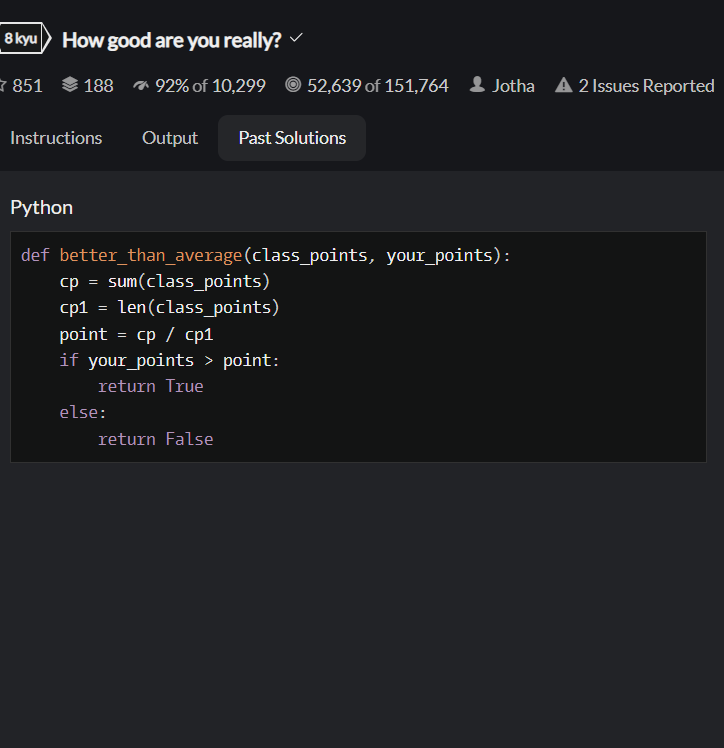 8 kyu How good are you really?
851 188 92% of 10,299 52,639 of 151,764 Jotha 2 Issues Reported
Instructions Output Past Solutions
Python
def better_than_average(class_points, your_points):
    cp = sum(class_points)
    cp1 = len(class_points)
    point = cp / cp1
    if your_points > point:
        return True
    else:
        return False